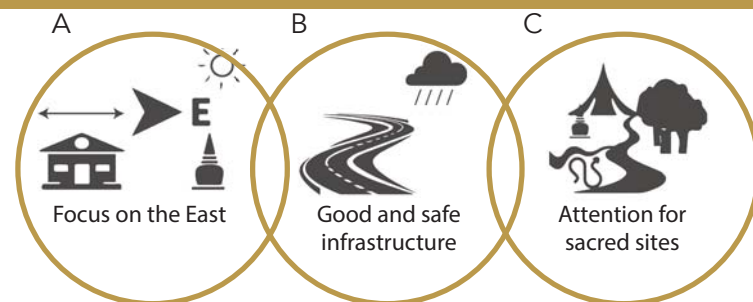 A
B
C
E
Focus on the East
Good and safe
infrastructure
Attention for
sacred sites